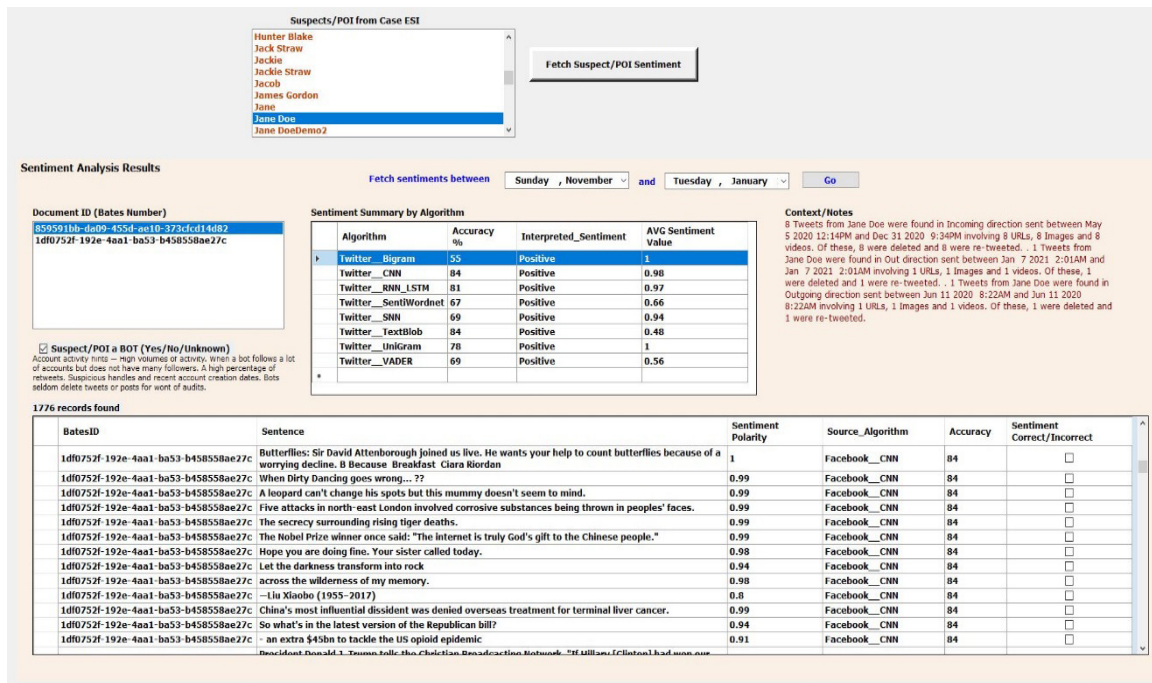 Suspects/POI from Case ESI
Hunter Blake
Jack Straw
Jackie
Jackie Straw
Jacob
James Gordon
Jane
Jane Doe
Jane DoeDemo2
Fetch Suspect/POI Sentiment
Sentiment Analysis Results
Fetch sentiments between Sunday , November and Tuesday , January Go
Document ID (Bates Number)
859591bb-da09-455d-ae10-373cfcd14d82
1df0752f-192e-4aa1-ba53-b458558ae27c
Suspect/POI a BOT (Yes/No/Unknown)
Account activity hints — High volumes of activity. When a bot follows a lot
of accounts but does not have many followers. A high percentage of
retweets. Suspicious handles and recent account creation dates. Bots
seldom delete tweets or posts for wont of audits.
Sentiment Summary by Algorithm
Algorithm Accuracy % Interpreted_Sentiment AVG Sentiment Value
Twitter__Bigram 55 Positive 1
Twitter__CNN 84 Positive 0.98
Twitter__RNN_LSTM 81 Positive 0.97
Twitter__SentiWordnet 67 Positive 0.66
Twitter__SNN 69 Positive 0.94
Twitter__TextBlob 84 Positive 0.48
Twitter__UniGram 78 Positive 1
Twitter__VADER 69 Positive 0.56
Context/Notes
8 Tweets from Jane Doe were found in Incoming direction sent between May
5 2020 12:14PM and Dec 31 2020 9:34PM involving 8 URLs, 8 Images and 8
videos. Of these, 8 were deleted and 8 were re-tweeted. . 1 Tweets from
Jane Doe were found in Out direction sent between Jan 7 2021 2:01AM and
Jan 7 2021 2:01AM involving 1 URLs, 1 Images and 1 videos. Of these, 1
were deleted and 1 were re-tweeted. . 1 Tweets from Jane Doe were found in
Outgoing direction sent between Jun 11 2020 8:22AM and Jun 11 2020
8:22AM involving 1 URLs, 1 Images and 1 videos. Of these, 1 were deleted and
1 were re-tweeted.
1776 records found
BatesID Sentence Sentiment Polarity Source_Algorithm Accuracy Sentiment Correct/Incorrect
1df0752f-192e-4aa1-ba53-b458558ae27c Butterflies: Sir David Attenborough joined us live. He wants your help to count butterflies because of a
worrying decline. B Because Breakfast Ciara Riordan 1 Facebook__CNN 84
1df0752f-192e-4aa1-ba53-b458558ae27c When Dirty Dancing goes wrong... ?? 0.99 Facebook__CNN 84
1df0752f-192e-4aa1-ba53-b458558ae27c A leopard can't change his spots but this mummy doesn't seem to mind. 0.99 Facebook__CNN 84
1df0752f-192e-4aa1-ba53-b458558ae27c Five attacks in north-east London involved corrosive substances being thrown in peoples' faces. 0.99 Facebook__CNN 84
1df0752f-192e-4aa1-ba53-b458558ae27c The secrecy surrounding rising tiger deaths. 0.99 Facebook__CNN 84
1df0752f-192e-4aa1-ba53-b458558ae27c The Nobel Prize winner once said: "The internet is truly God's gift to the Chinese people." 0.99 Facebook__CNN 84
1df0752f-192e-4aa1-ba53-b458558ae27c Hope you are doing fine. Your sister called today. 0.98 Facebook__CNN 84
1df0752f-192e-4aa1-ba53-b458558ae27c Let the darkness transform into rock 0.94 Facebook__CNN 84
1df0752f-192e-4aa1-ba53-b458558ae27c across the wilderness of my memory. 0.98 Facebook__CNN 84
1df0752f-192e-4aa1-ba53-b458558ae27c —Liu Xiaobo (1955–2017) 0.8 Facebook__CNN 84
1df0752f-192e-4aa1-ba53-b458558ae27c China's most influential dissident was denied overseas treatment for terminal liver cancer. 0.99 Facebook__CNN 84
1df0752f-192e-4aa1-ba53-b458558ae27c So what's in the latest version of the Republican bill? 0.94 Facebook__CNN 84
1df0752f-192e-4aa1-ba53-b458558ae27c - an extra $45bn to tackle the US opioid epidemic 0.91 Facebook__CNN 84
President Donald J. Trump tells the Christian Broadcasting Network, "If Hillary [Clinton] had won our